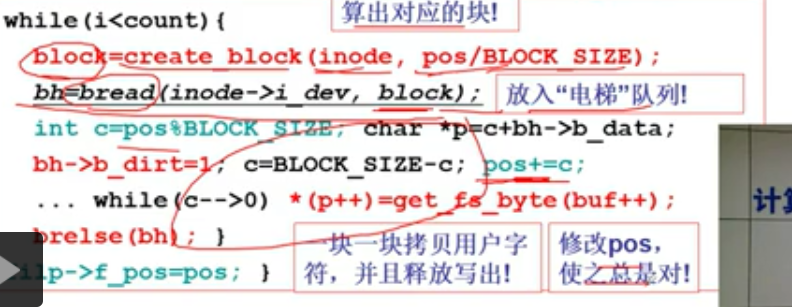 while(i<count){
算出对应的块!
block=create_block(inode, pos/BLOCK_SIZE);
bh=bread(inode->i_dev, block);
放入“电梯”队列!
int c=pos%BLOCK_SIZE; char *p=c+bh->b_data;
bh->b_dirt=1; c=BLOCK_SIZE-c; pos+=c;
... while(c-->0) *(p++)=get_fs_byte(buf++);
brelse(bh); }
一块一块拷贝用户字
符，并且释放写出!
修改pos,
使之总是对!
lp->f_pos=pos; }
计算